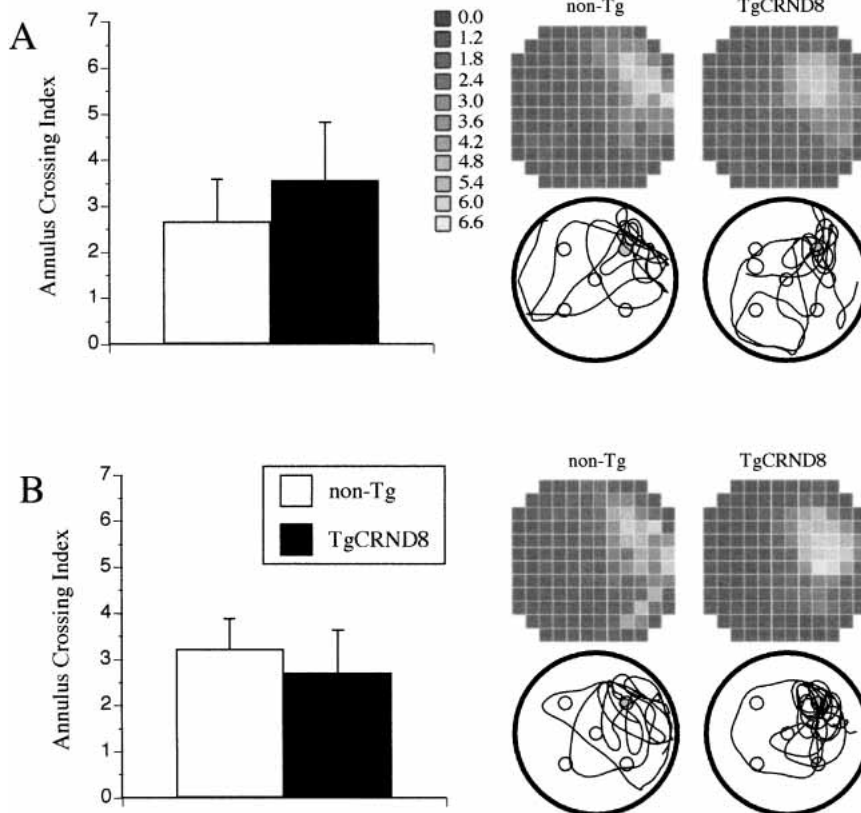 A
Annulus Crossing Index
7
6
5
4
3
2
1
0
0.0
1.2
1.8
2.4
3.0
3.6
4.2
4.8
5.4
6.0
6.6
non-Tg
TgCRND8
B
Annulus Crossing Index
7
6
5
4
3
2
1
0
non-Tg
TgCRND8
non-Tg
TgCRND8